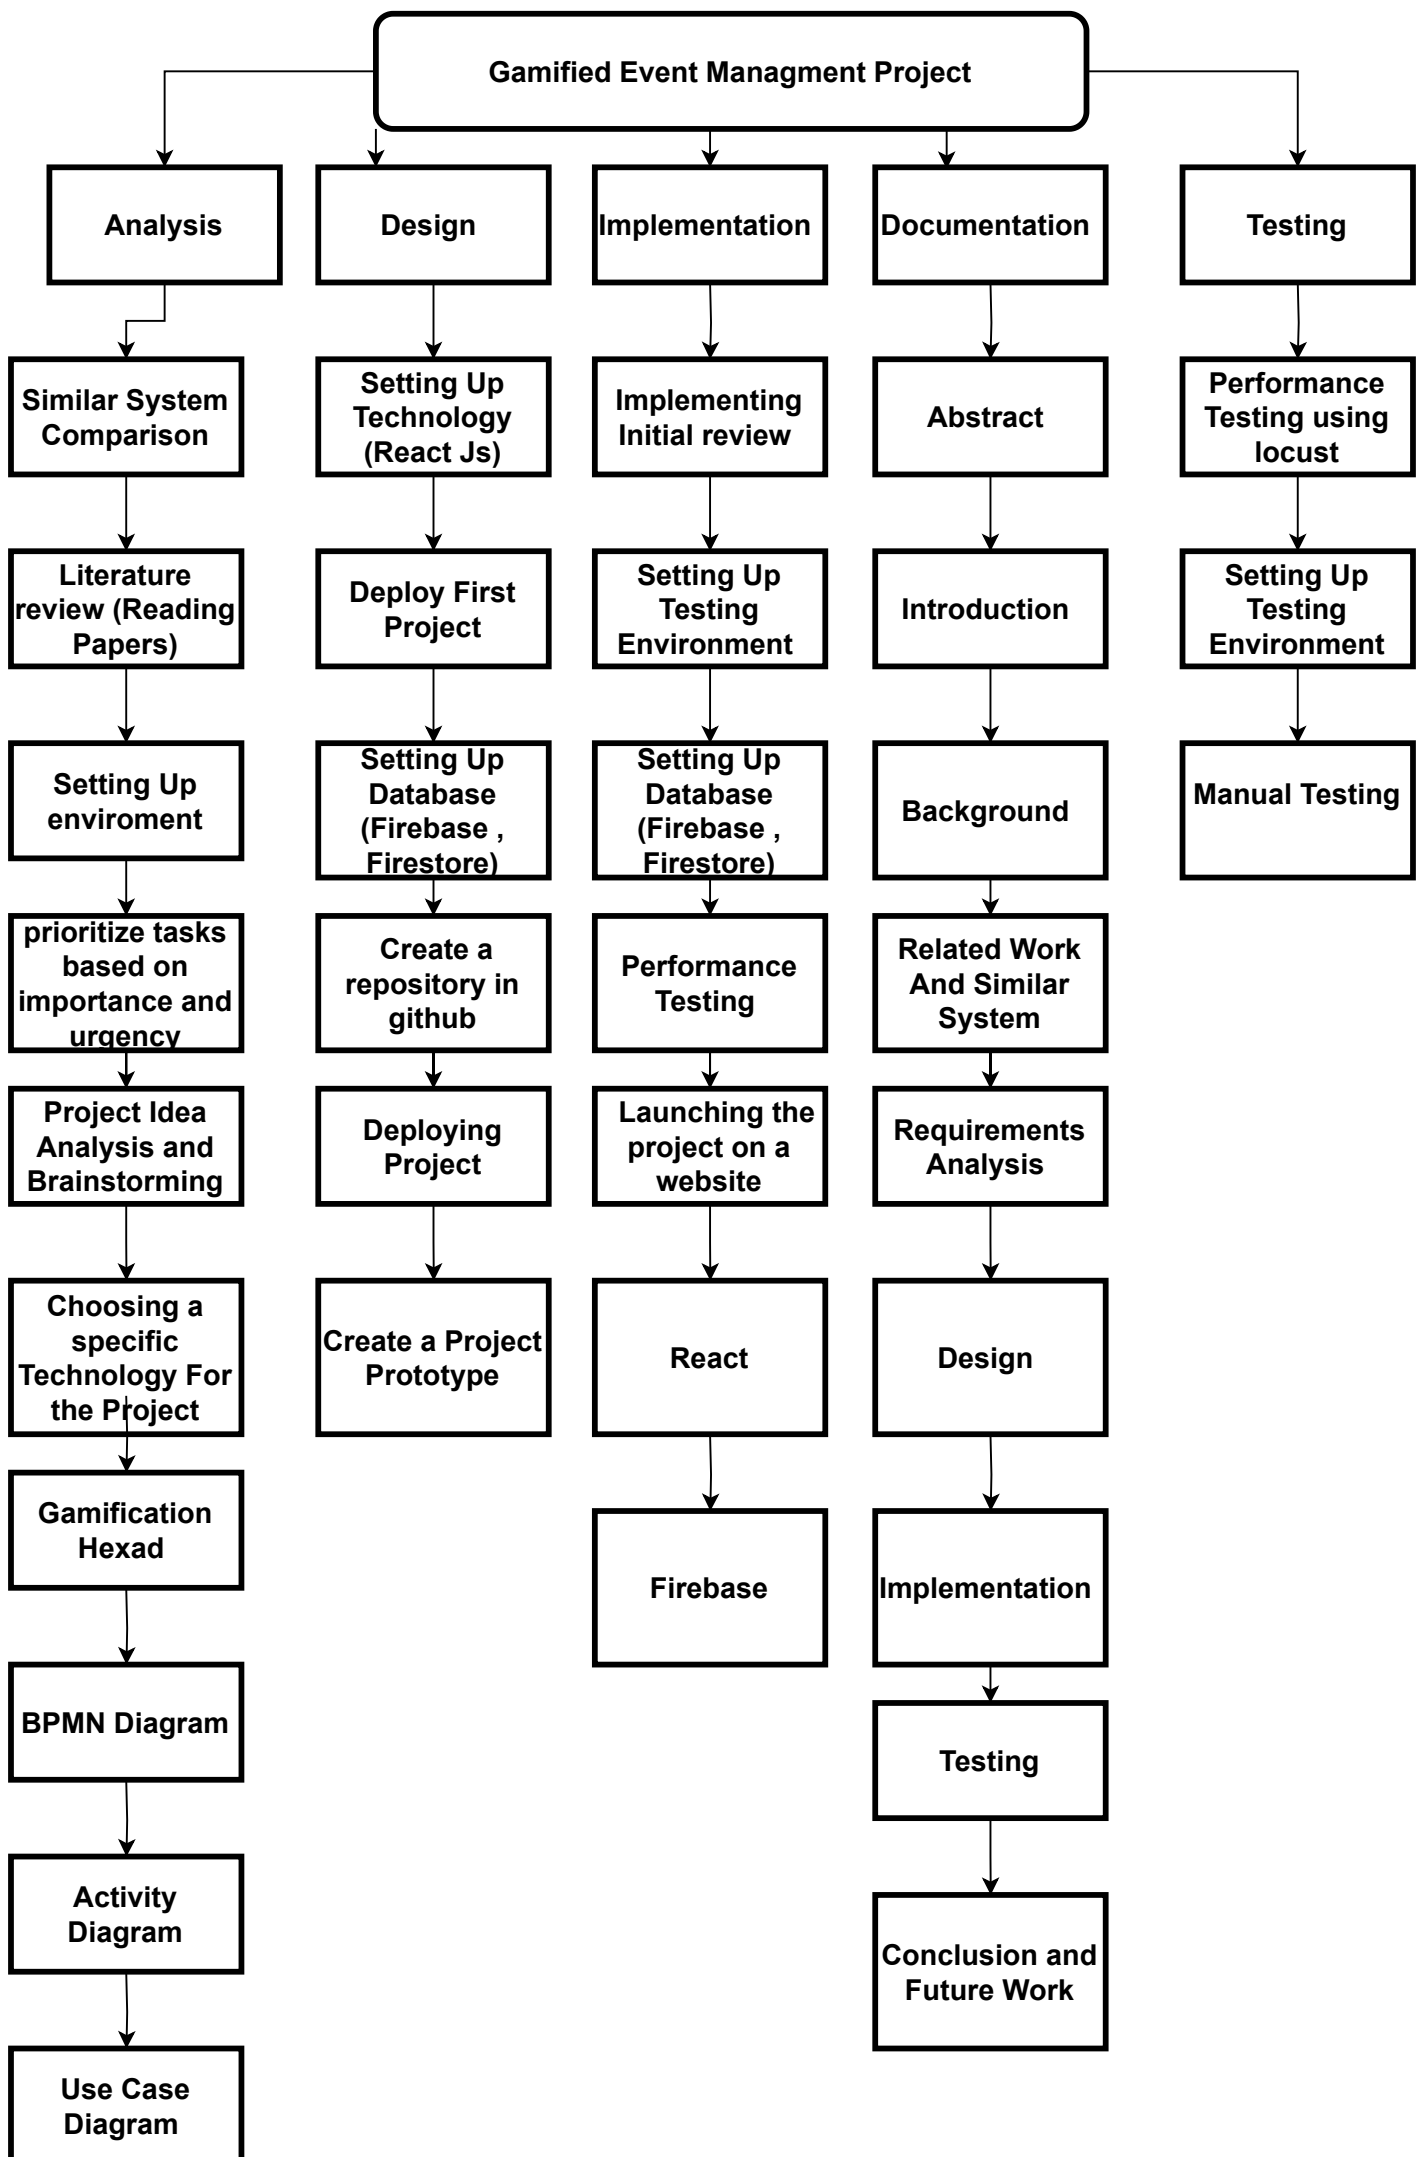 Gamified Event Managment Project
Analysis
Design
Implementation
Documentation
Testing
Similar System
Comparison
Setting Up
Technology
(React Js)
Implementing
Initial review
Abstract
Performance
Testing using
locust
Literature
review (Reading
Papers)
Deploy First
Project
Setting Up
Testing
Environment
Introduction
Setting Up
Testing
Environment
Setting Up
enviroment
Setting Up
Database
(Firebase ,
Firestore)
Setting Up
Database
(Firebase ,
Firestore)
Background
Manual Testing
prioritize tasks
based on
importance and
urgency
Create a
repository in
github
Performance
Testing
Related Work
And Similar
System
Project Idea
Analysis and
Brainstorming
Deploying
Project
Launching the
project on a
website
Requirements
Analysis
Choosing a
specific
Technology For
the Project
Create a Project
Prototype
React
Design
Gamification
Hexad
Firebase
Implementation
BPMN Diagram
Testing
Activity
Diagram
Conclusion and
Future Work
Use Case
Diagram